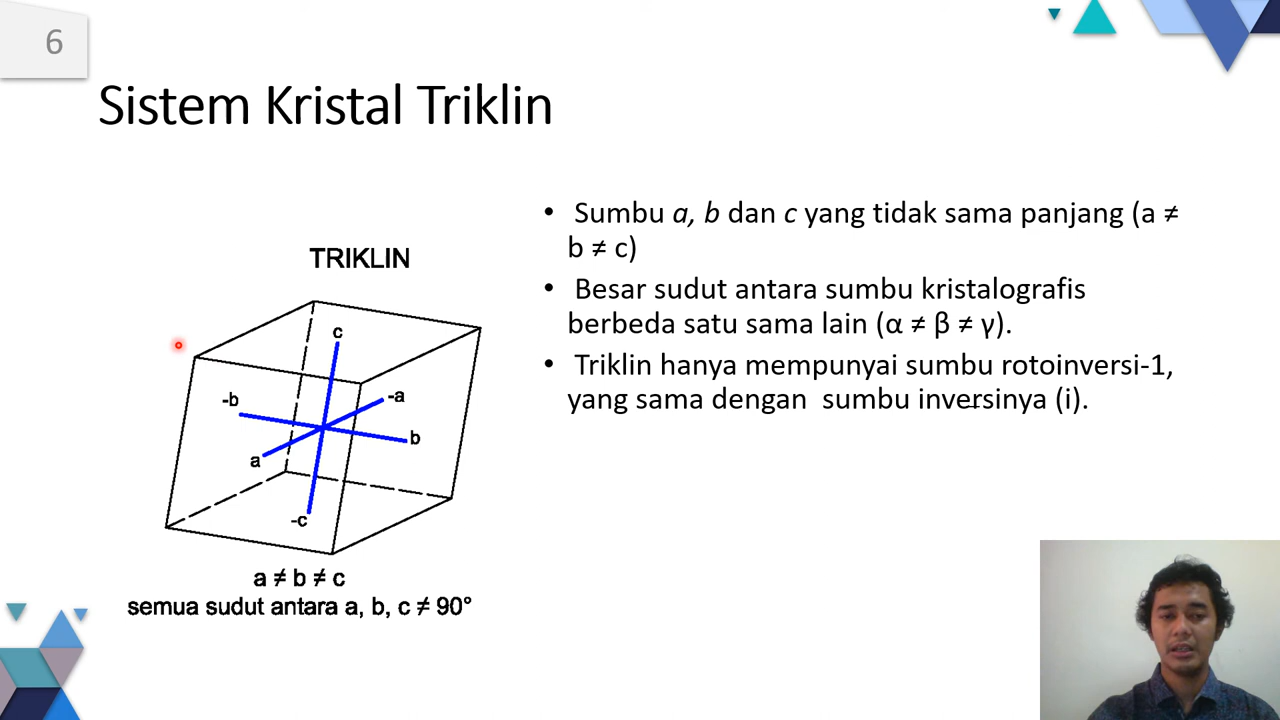 6
Sistem Kristal Triklin
TRIKLIN
c
-b
-a
b
a
-c
a ≠ b ≠ c
semua sudut antara a, b, c ≠ 90°
• Sumbu a, b dan c yang tidak sama panjang (a ≠
b ≠ c)
• Besar sudut antara sumbu kristalografis
berbeda satu sama lain (α ≠ β ≠ γ).
• Triklin hanya mempunyai sumbu rotoinversi-1,
yang sama dengan  sumbu inversinya (i).